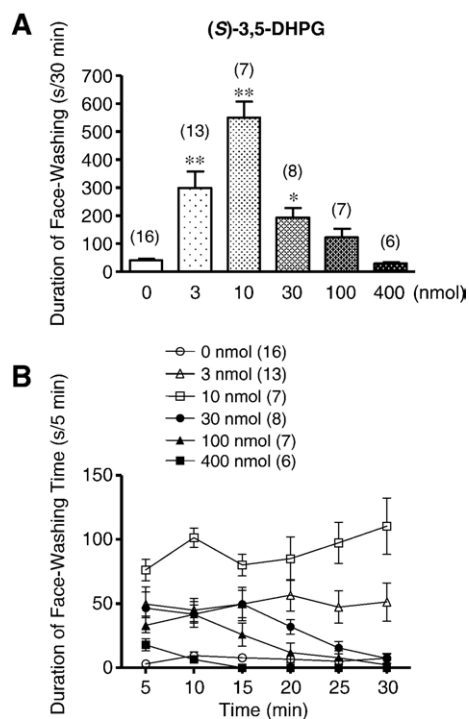 A
(S)-3,5-DHPG
Duration of Face-Washing (s/30 min)
700
600
500
400
300
200
100
0
(16)
(13)
**
(7)
**
(8)
*
(7)
(6)
0 3 10 30 100 400 (nmol)
B
0 nmol (16)
3 nmol (13)
10 nmol (7)
30 nmol (8)
100 nmol (7)
400 nmol (6)
Duration of Face-Washing Time (s/5 min)
150
100
50
0
5 10 15 20 25 30
Time (min)